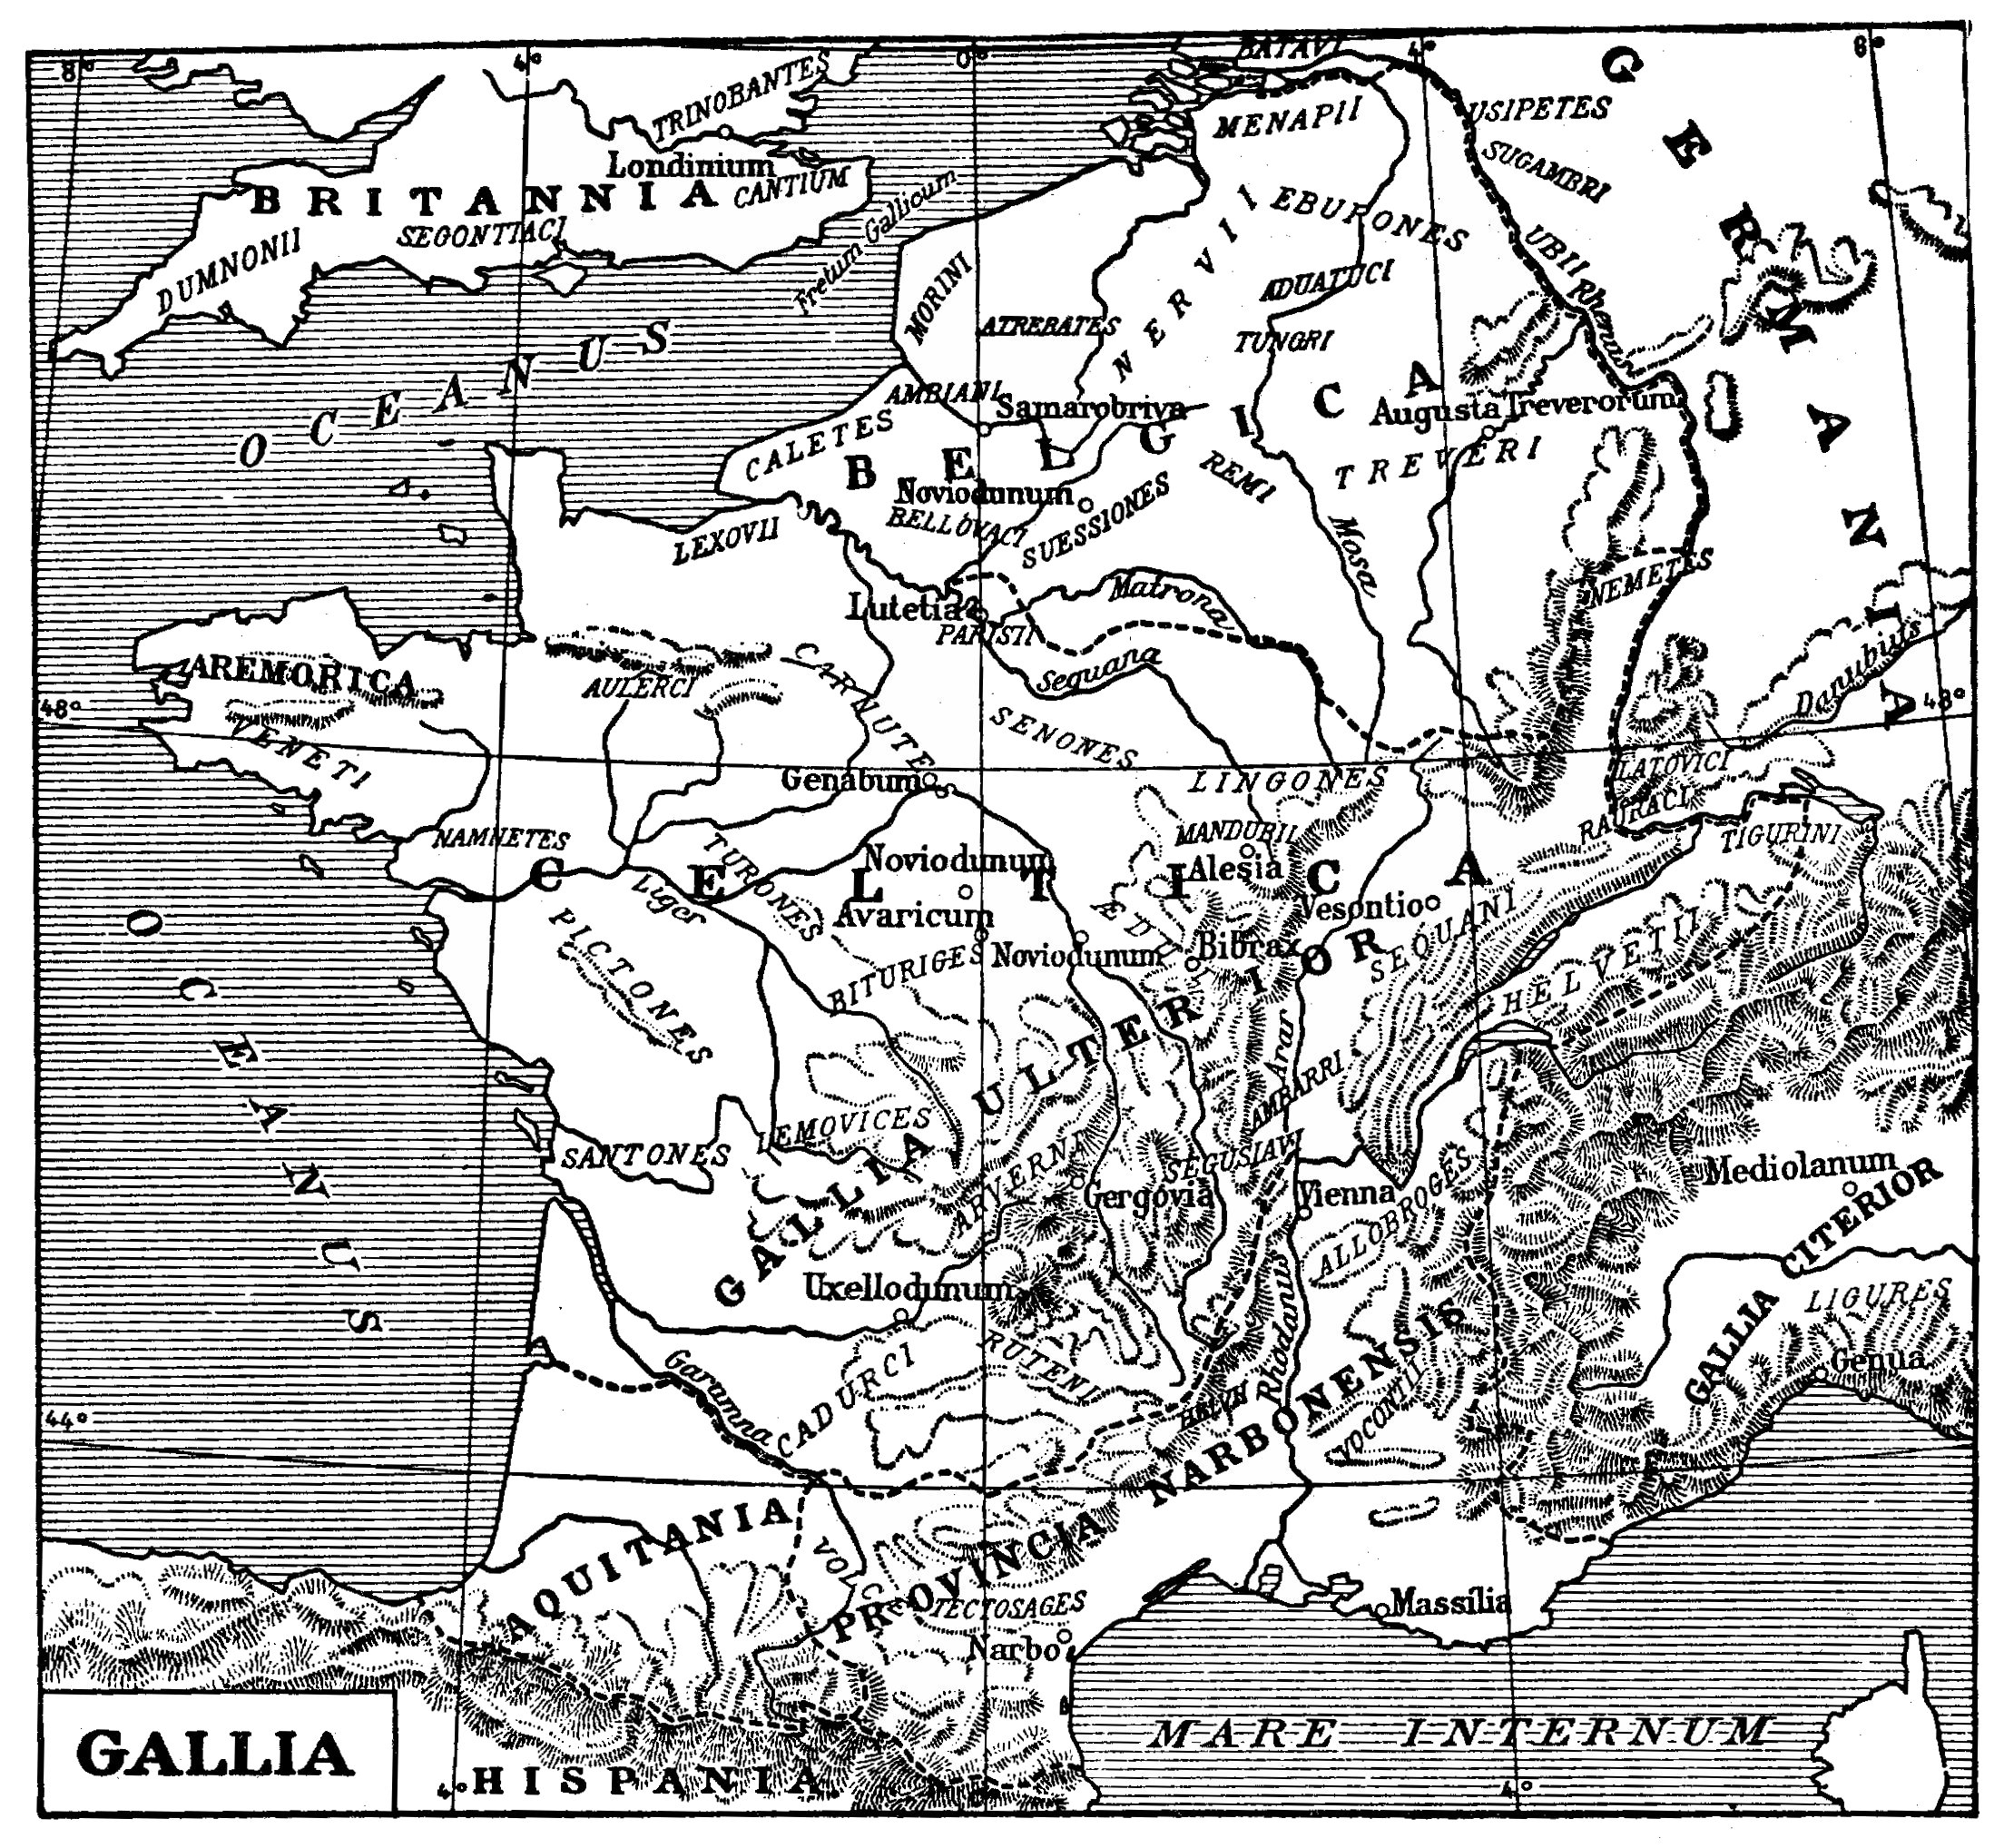 8°
4°
0°
4°
8°
BATAVI
TRINOBANTES
Londinium
CANTIUM
BRITANNIA
SEGONTIACI
DUMNONII
Fretum Gallicum
OCEANUS
GERMANIA
USIPETES
SUGAMBRI
UBII
Rhenus
MENAPII
EBURONES
NERVII
ADUATUCI
TUNGRI
MORINI
ATREBATES
AMBIANI
Samarobriva
CALETES
BELGICA
Augusta Treverorum
TREVERI
REMI
Noviodunum
BELLOVACI
SUESSIONES
LEXOVII
Mosa
NEMETES
Matrona
Lutetia
PARISII
Sequana
AREMORICA
AULERCI
CARNUTES
SENONES
Danubius
48°
48°
VENETI
Genabum
LINGONES
LATOVICI
RAURACI
TIGURINI
NAMNETES
MANDUBII
Alesia
TURONES
Noviodunum
CELTICA
Liger
Avaricum
ÆDUI
Vesontio
SEQUANI
PICTONES
BITURIGES
Noviodunum
Bibrax
HELVETII
OCEANUS
GALLIA ULTERIOR
Arar
AMBARRI
LEMOVICES
SANTONES
ARVERNI
SEGUSIAVI
Gergovia
Vienna
ALLOBROGES
Mediolanum
GALLIA CITERIOR
LIGURES
Genua
Uxellodunum
Garumna
CADURCI
RUTENI
HELVII
Rhodanus
VOCONTII
44°
AQUITANIA
PROVINCIA NARBONENSIS
VOLCÆ
TECTOSAGES
Narbo
Massilia
MARE INTERNUM
GALLIA
4°
HISPANIA
0°
4°